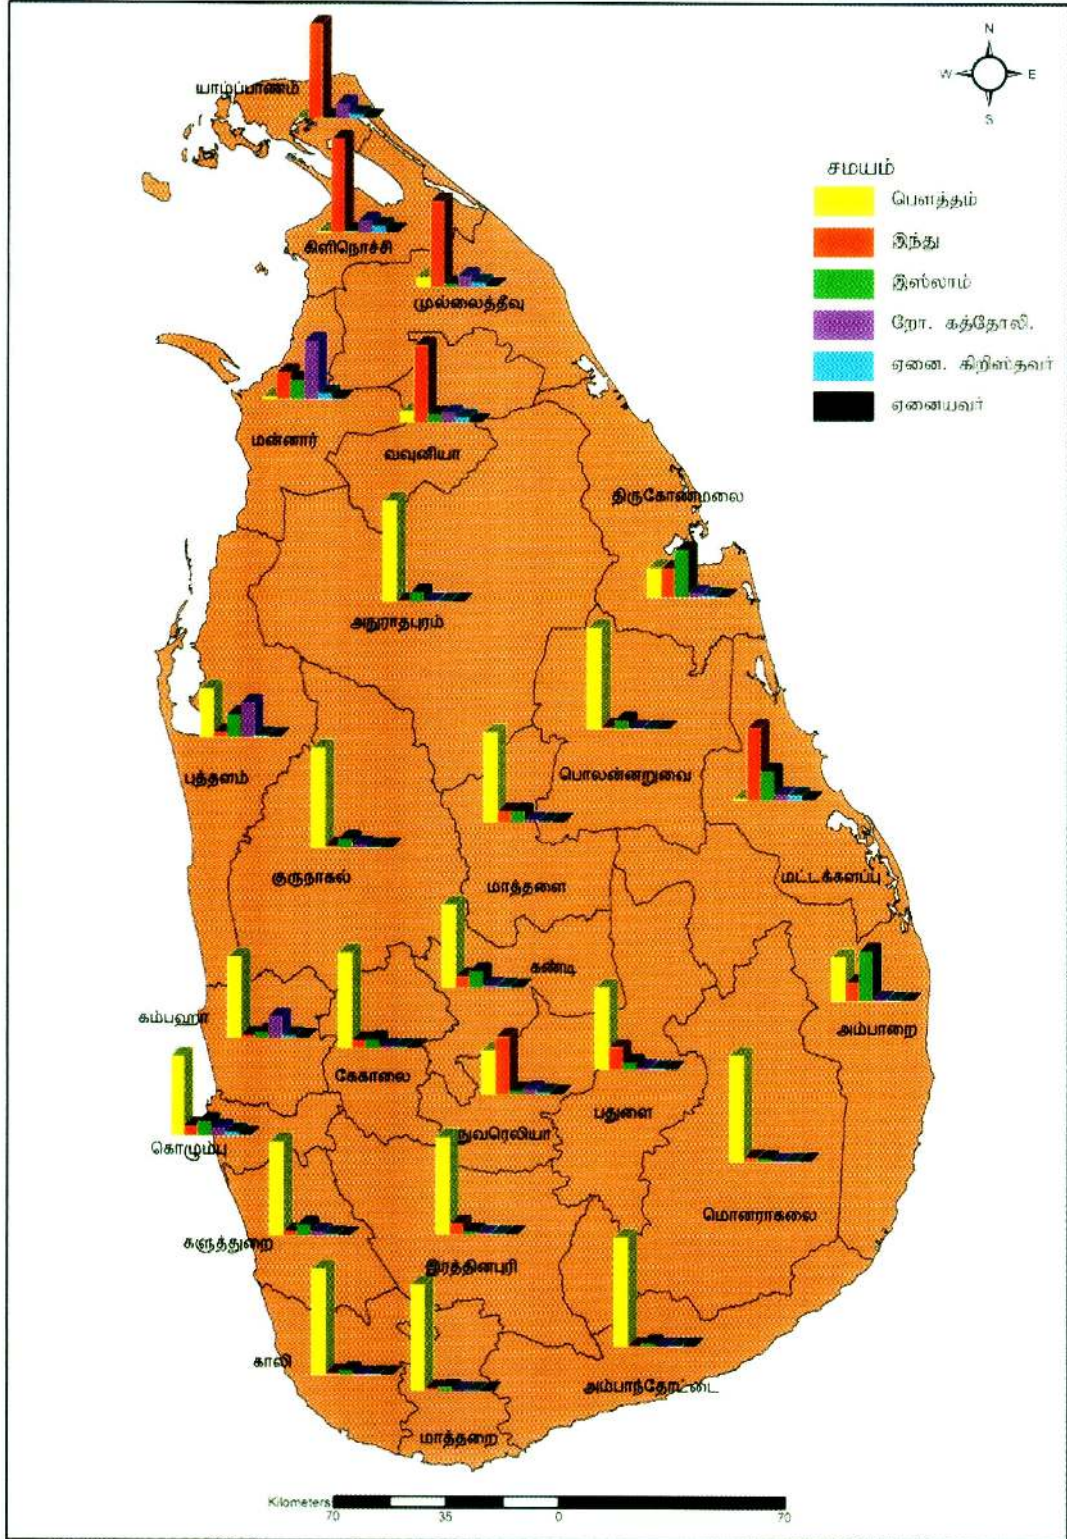 N
W E
S
யாழ்ப்பாணம்
சமயம்
பௌத்தம்
இந்து
இஸ்லாம்
றோ. கத்தோலி.
ஏனை. கிறிஸ்தவர்
ஏனையவர்
கிளிநொச்சி
முல்லைத்தீவு
மன்னார்
வவுனியா
திருகோணமலை
அநுராதபுரம்
புத்தளம்
பொலன்னறுவை
குருநாகல்
மாத்தளை
மட்டக்களப்பு
கண்டி
கம்பஹா
அம்பாறை
கேகாலை
பதுளை
நுவரெலியா
கொழும்பு
மொனராகலை
களுத்துறை
இரத்தினபுரி
காலி
அம்பாந்தோட்டை
மாத்தறை
Kilometers
70 35 0 70